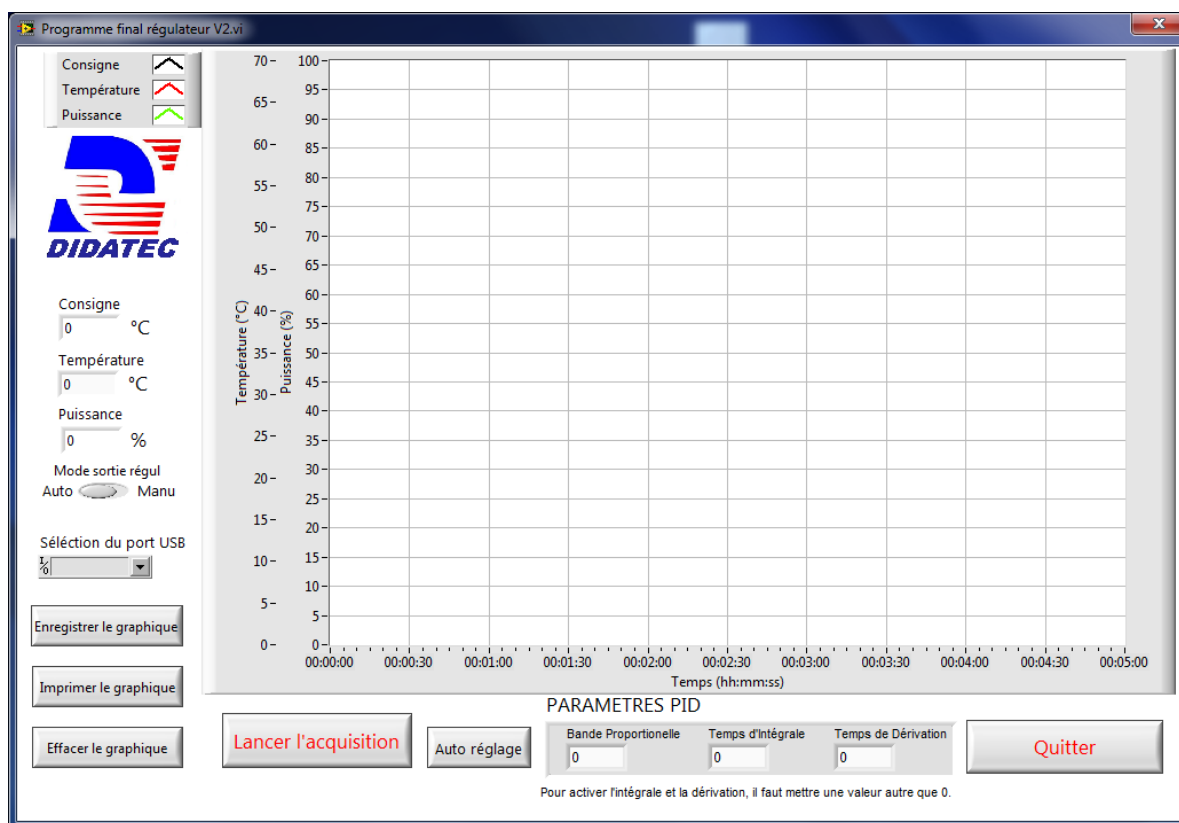 Programme final régulateur V2.vi
Consigne
Température
Puissance
DIDATEC
Consigne
0 °C
Température
0 °C
Puissance
0 %
Mode sortie régul
Auto Manu
Séléction du port USB
I/O
Enregistrer le graphique
Imprimer le graphique
Effacer le graphique
Température (°C)
70
65
60
55
50
45
40
35
30
25
20
15
10
5
0
Puissance (%)
100
95
90
85
80
75
70
65
60
55
50
45
40
35
30
25
20
15
10
5
0
00:00:00 00:00:30 00:01:00 00:01:30 00:02:00 00:02:30 00:03:00 00:03:30 00:04:00 00:04:30 00:05:00
Temps (hh:mm:ss)
Lancer l'acquisition
Auto réglage
PARAMETRES PID
Bande Proportionelle Temps d'Intégrale Temps de Dérivation
0 0 0
Pour activer l'intégrale et la dérivation, il faut mettre une valeur autre que 0.
Quitter